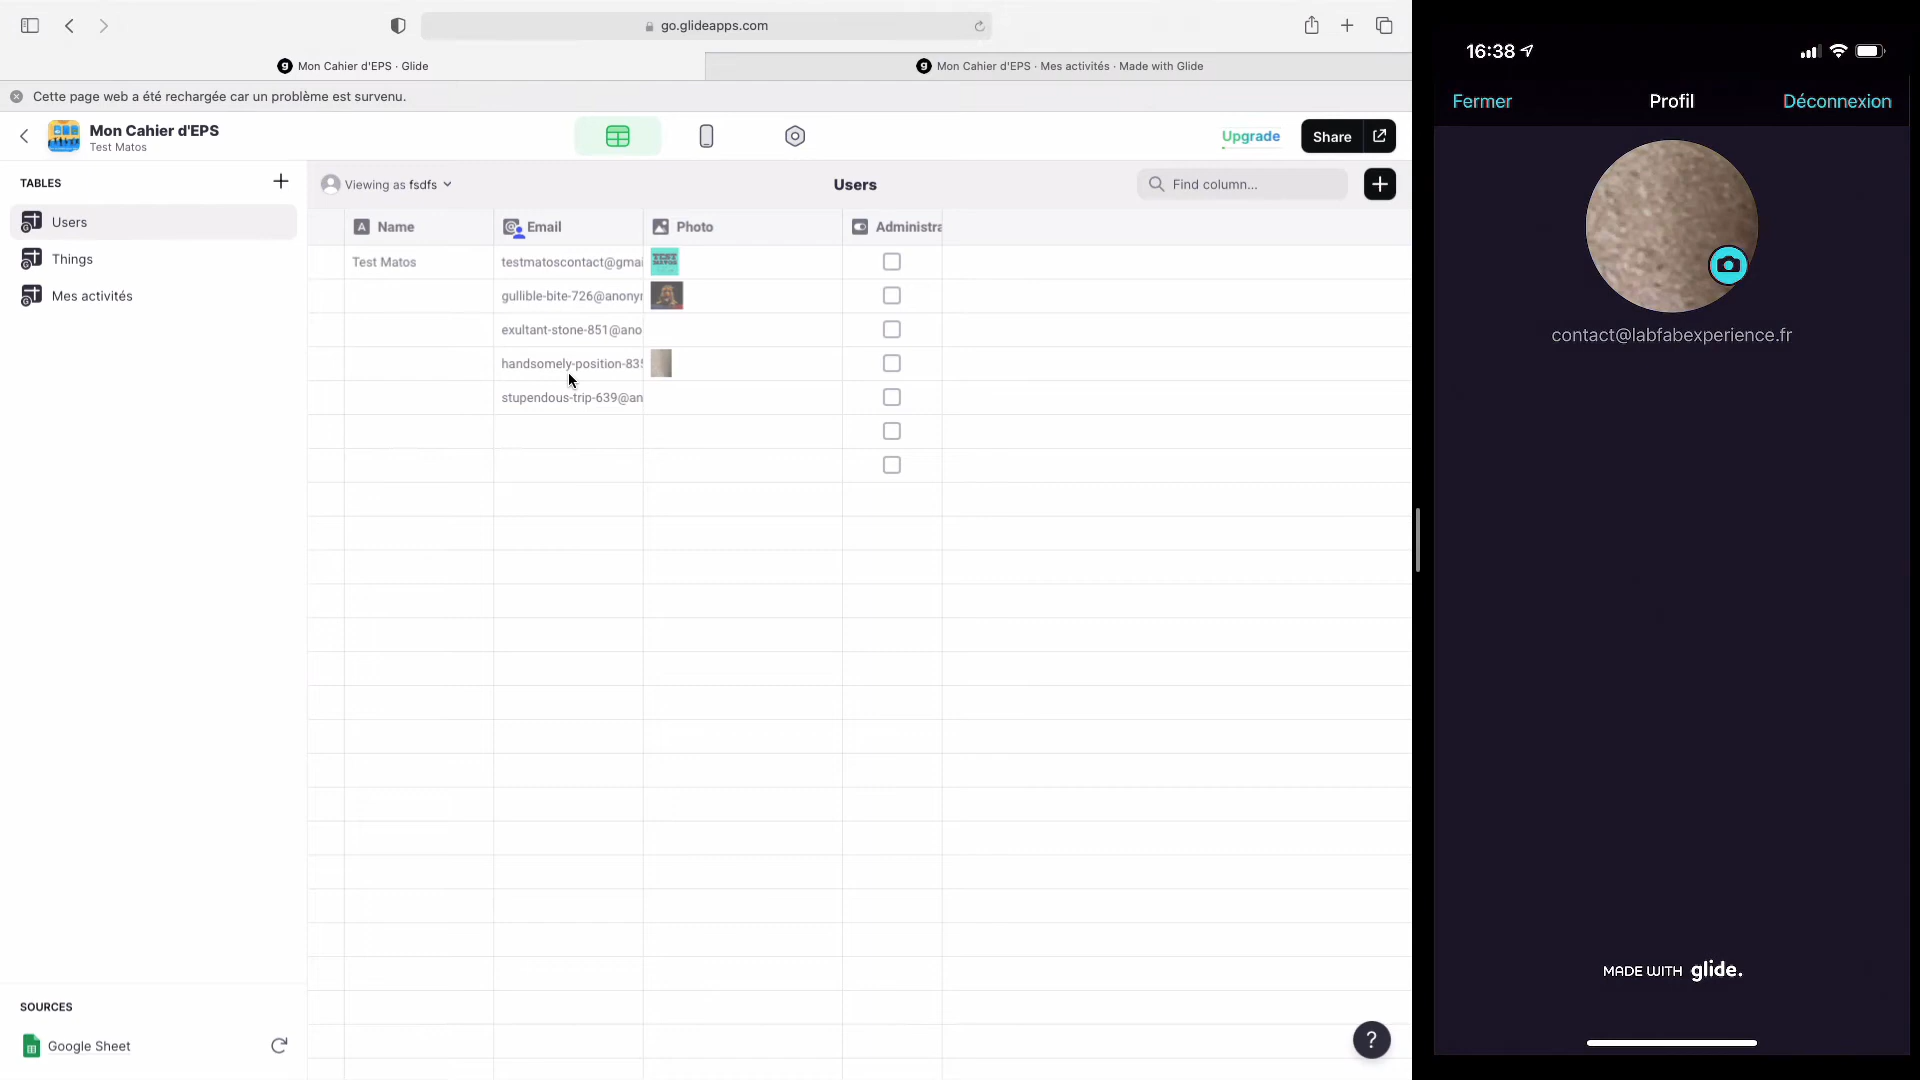 go.glideapps.com
Mon Cahier d'EPS · Glide
Mon Cahier d'EPS · Mes activités · Made with Glide
Cette page web a été rechargée car un problème est survenu.
Mon Cahier d'EPS
Test Matos
Upgrade
Share
TABLES
Users
Things
Mes activités
Viewing as fsdfs
Users
Find column...
Name
Email
Photo
Administra
Test Matos
testmatoscontact@gmai
gullible-bite-726@anony
exultant-stone-851@ano
handsomely-position-835
stupendous-trip-639@an
SOURCES
Google Sheet
?
16:38
Fermer
Profil
Déconnexion
contact@labfabexperience.fr
MADE WITH glide.